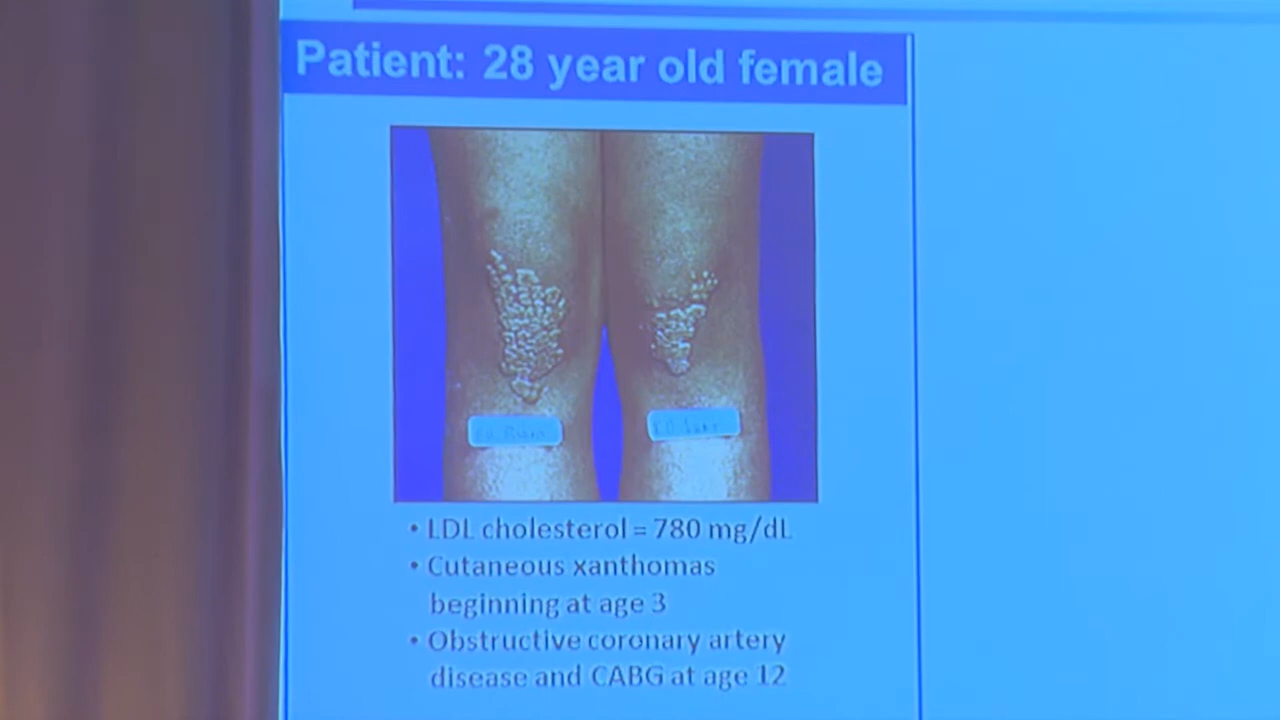 Patient: 28 year old female
• LDL cholesterol = 780 mg/dL
• Cutaneous xanthomas
beginning at age 3
• Obstructive coronary artery
disease and CABG at age 12